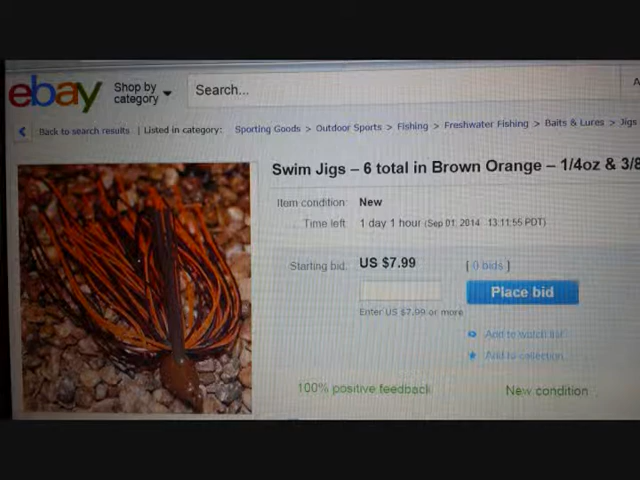 ebay
Shop by
category
Search...
Back to search results | Listed in category: Sporting Goods > Outdoor Sports > Fishing > Freshwater Fishing > Baits & Lures > Jigs
Swim Jigs – 6 total in Brown Orange – 1/4oz & 3/8
Item condition: New
Time left: 1 day 1 hour (Sep 01, 2014 13:11:55 PDT)
Starting bid: US $7.99 [ 0 bids ]
Place bid
Enter US $7.99 or more
Add to watch list
Add to collection
100% positive feedback New condition